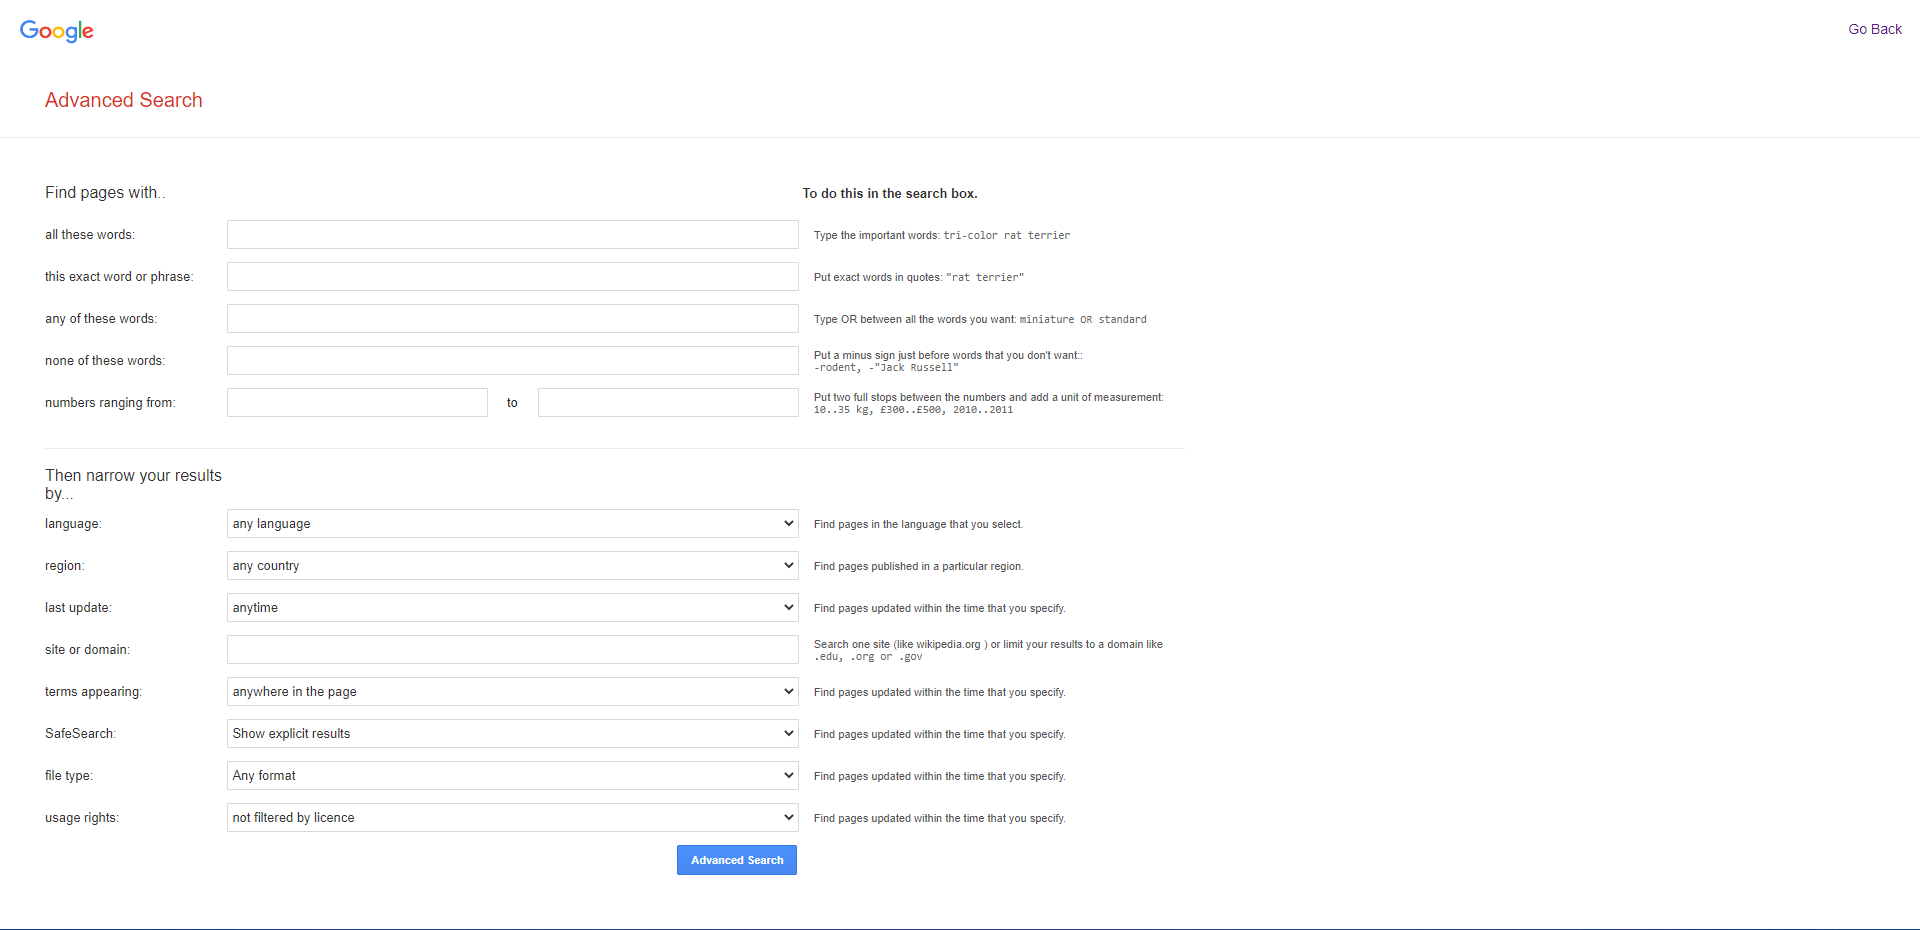 Google
Go Back
Advanced Search
Find pages with..
To do this in the search box.
all these words:
Type the important words: tri-color rat terrier
this exact word or phrase:
Put exact words in quotes: "rat terrier"
any of these words:
Type OR between all the words you want: miniature OR standard
none of these words:
Put a minus sign just before words that you don't want::
-rodent, -"Jack Russell"
numbers ranging from:
to
Put two full stops between the numbers and add a unit of measurement:
10..35 kg, £300..£500, 2010..2011
Then narrow your results
by...
language:
any language
Find pages in the language that you select.
region:
any country
Find pages published in a particular region.
last update:
anytime
Find pages updated within the time that you specify.
site or domain:
Search one site (like wikipedia.org ) or limit your results to a domain like
.edu, .org or .gov
terms appearing:
anywhere in the page
Find pages updated within the time that you specify.
SafeSearch:
Show explicit results
Find pages updated within the time that you specify.
file type:
Any format
Find pages updated within the time that you specify.
usage rights:
not filtered by licence
Find pages updated within the time that you specify.
Advanced Search